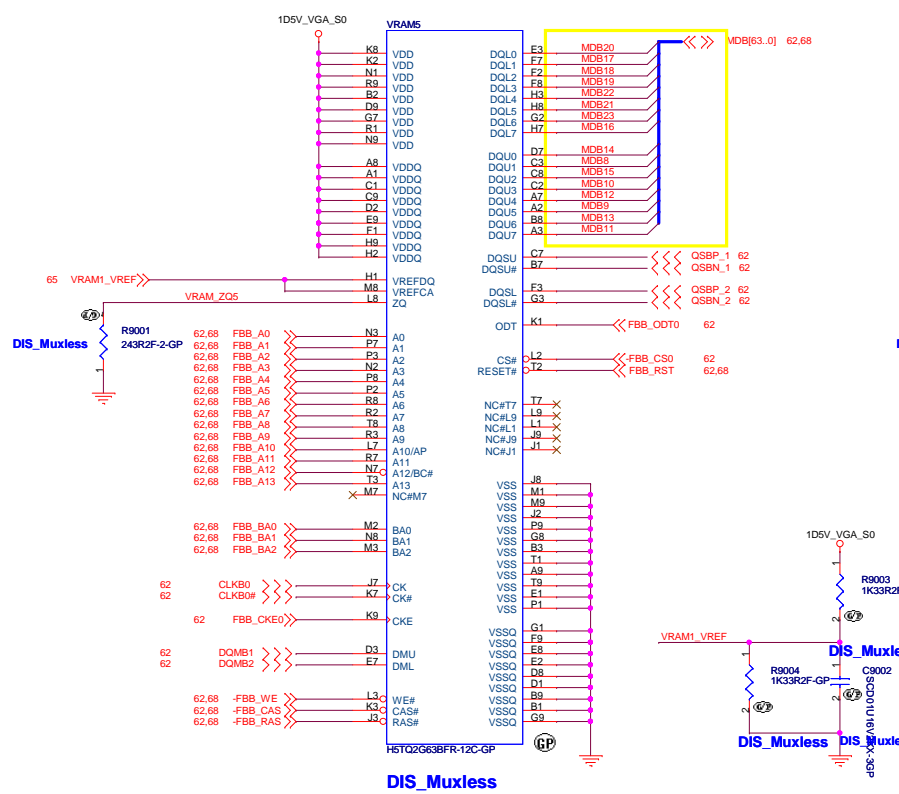 1D5V_VGA_S0
VRAM5
K8 VDD
K2 VDD
N1 VDD
R9 VDD
B2 VDD
D9 VDD
G7 VDD
R1 VDD
N9 VDD
A8 VDDQ
A1 VDDQ
C1 VDDQ
C9 VDDQ
D2 VDDQ
E9 VDDQ
F1 VDDQ
H9 VDDQ
H2 VDDQ
65 VRAM1_VREF H1 VREFDQ
M8 VREFCA
VRAM_ZQ5 L8 ZQ
R9001
243R2F-2-GP
DIS_Muxless
1
62,68 FBB_A0 N3 A0
62,68 FBB_A1 P7 A1
62,68 FBB_A2 P3 A2
62,68 FBB_A3 N2 A3
62,68 FBB_A4 P8 A4
62,68 FBB_A5 P2 A5
62,68 FBB_A6 R8 A6
62,68 FBB_A7 R2 A7
62,68 FBB_A8 T8 A8
62,68 FBB_A9 R3 A9
62,68 FBB_A10 L7 A10/AP
62,68 FBB_A11 R7 A11
62,68 FBB_A12 N7 A12/BC#
62,68 FBB_A13 T3 A13
M7 NC#M7
62,68 FBB_BA0 M2 BA0
62,68 FBB_BA1 N8 BA1
62,68 FBB_BA2 M3 BA2
62 CLKB0 J7 CK
62 CLKB0# K7 CK#
62 FBB_CKE0 K9 CKE
62 DQMB1 D3 DMU
62 DQMB2 E7 DML
62,68 -FBB_WE L3 WE#
62,68 -FBB_CAS K3 CAS#
62,68 -FBB_RAS J3 RAS#
DQL0 E3 MDB20
DQL1 F7 MDB17
DQL2 F2 MDB18
DQL3 F8 MDB19
DQL4 H3 MDB22
DQL5 H8 MDB21
DQL6 G2 MDB23
DQL7 H7 MDB16
MDB[63..0] 62,68
DQU0 D7 MDB14
DQU1 C3 MDB8
DQU2 C8 MDB15
DQU3 C2 MDB10
DQU4 A7 MDB12
DQU5 A2 MDB9
DQU6 B8 MDB13
DQU7 A3 MDB11
DQSU C7 QSBP_1 62
DQSU# B7 QSBN_1 62
DQSL F3 QSBP_2 62
DQSL# G3 QSBN_2 62
ODT K1 FBB_ODT0 62
CS# L2 -FBB_CS0 62
RESET# T2 FBB_RST 62,68
NC#T7 T7
NC#L9 L9
NC#L1 L1
NC#J9 J9
NC#J1 J1
VSS J8
VSS M1
VSS M9
VSS J2
VSS P9
VSS G8
VSS B3
VSS T1
VSS A9
VSS T9
VSS E1
VSS P1
VSSQ G1
VSSQ F9
VSSQ E8
VSSQ E2
VSSQ D8
VSSQ D1
VSSQ B9
VSSQ B1
VSSQ G9
H5TQ2G63BFR-12C-GP
GP
DIS_Muxless
1D5V_VGA_S0
1
R9003
1K33R2F
2
VRAM1_VREF
DIS_Muxle
1
R9004
1K33R2F-GP
2
1
C9002
2
DIS_Muxless
DIS_Muxle